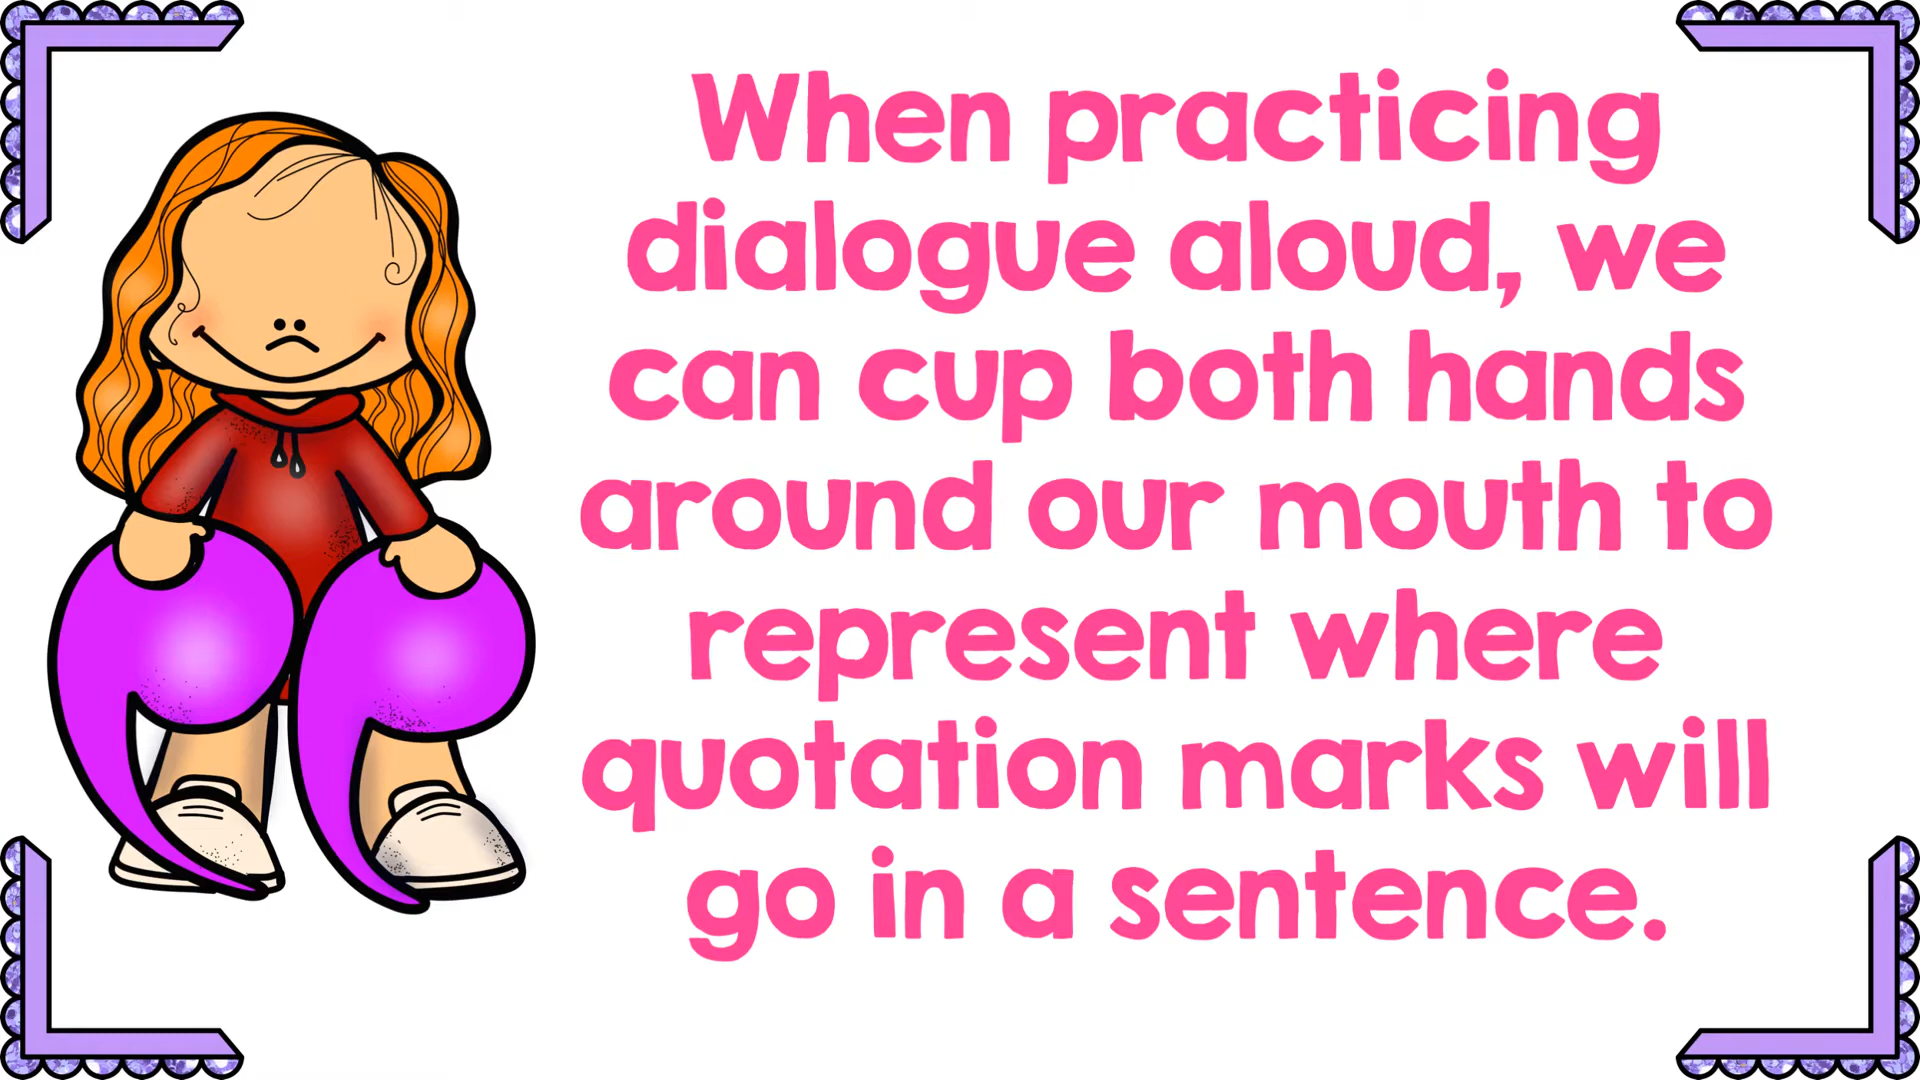 When practicing
dialogue aloud, we
can cup both hands
around our mouth to
represent where
quotation marks will
go in a sentence.